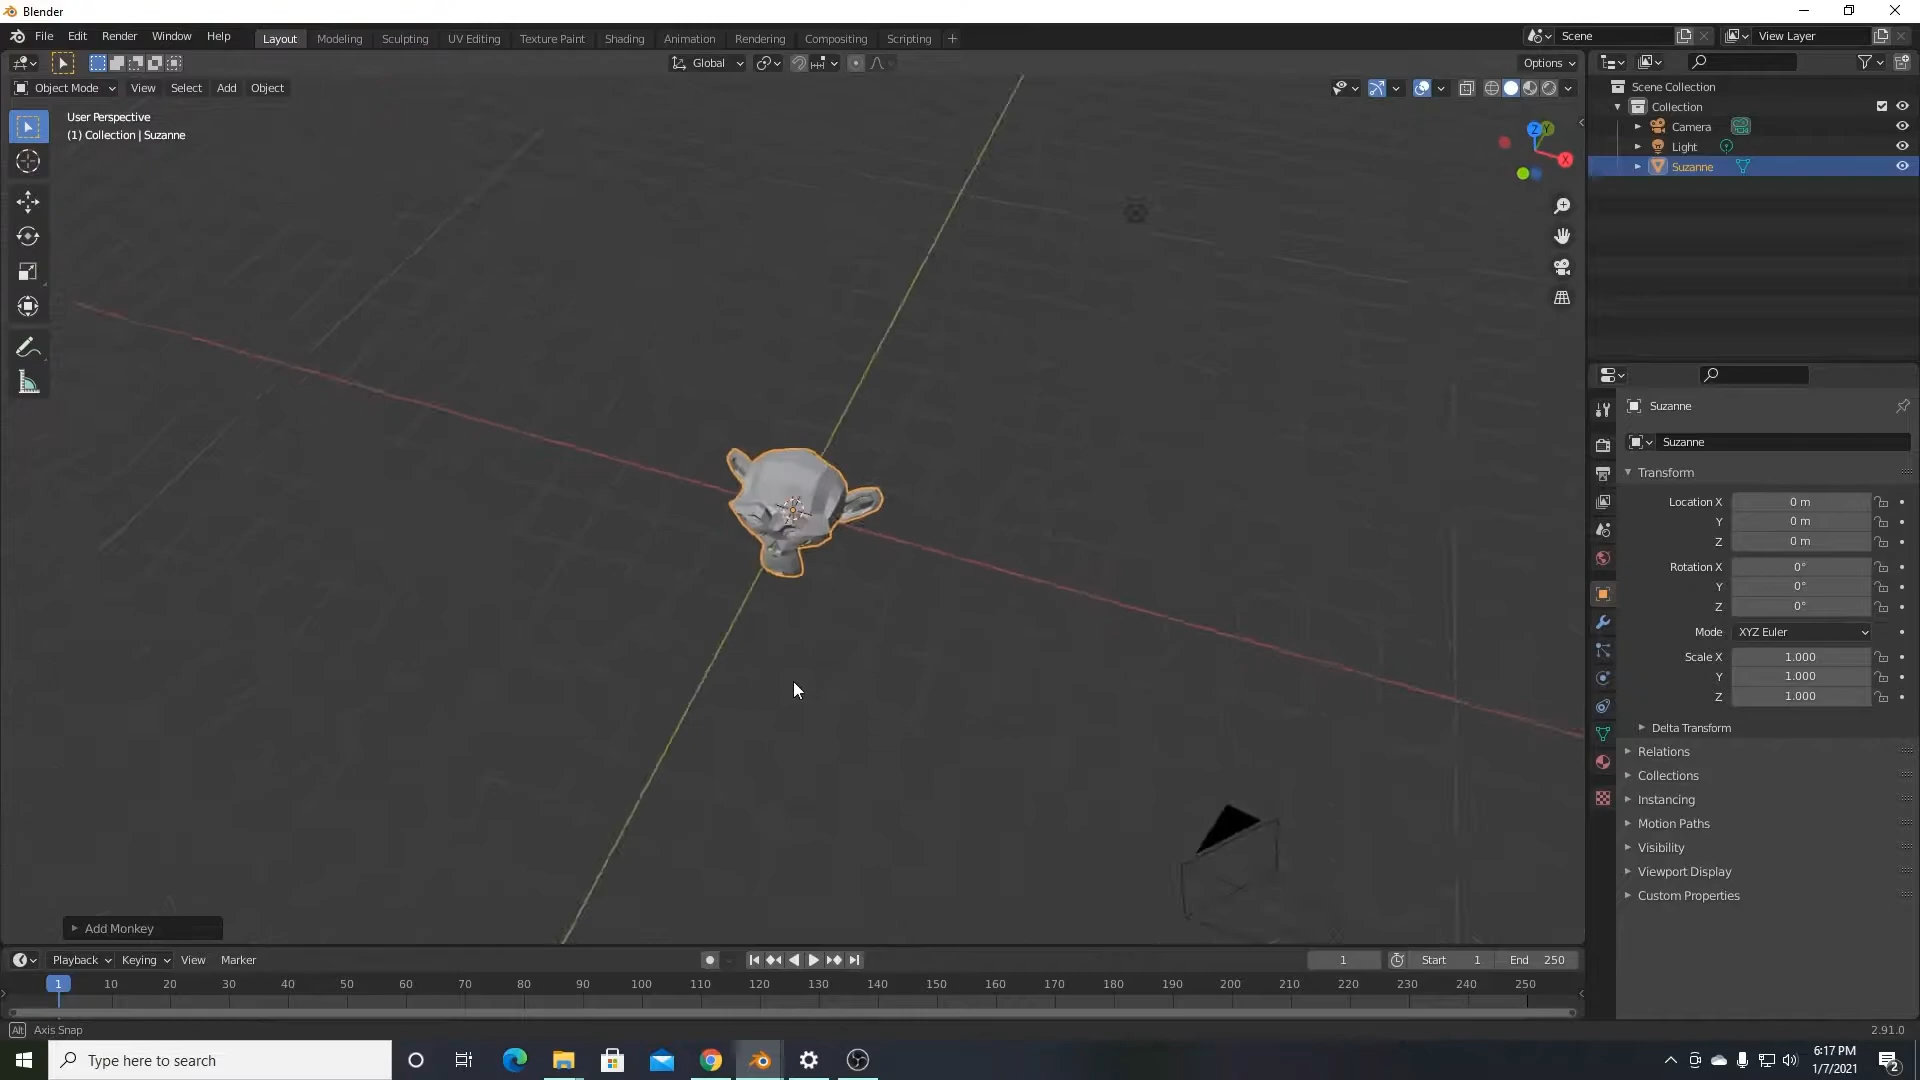 Blender
File Edit Render Window Help
Layout Modeling Sculpting UV Editing Texture Paint Shading Animation Rendering Compositing Scripting +
Scene
View Layer
Global
Options
Object Mode View Select Add Object
User Perspective
(1) Collection | Suzanne
Z Y
X
Scene Collection
Collection
Camera
Light
Suzanne
Suzanne
Suzanne
Transform
Location X 0 m
Y 0 m
Z 0 m
Rotation X 0°
Y 0°
Z 0°
Mode XYZ Euler
Scale X 1.000
Y 1.000
Z 1.000
Delta Transform
Relations
Collections
Instancing
Motion Paths
Visibility
Viewport Display
Custom Properties
Add Monkey
Playback Keying View Marker
1
Start 1 End 250
1 10 20 30 40 50 60 70 80 90 100 110 120 130 140 150 160 170 180 190 200 210 220 230 240 250
Alt Axis Snap
2.91.0
Type here to search
6:17 PM
1/7/2021
2